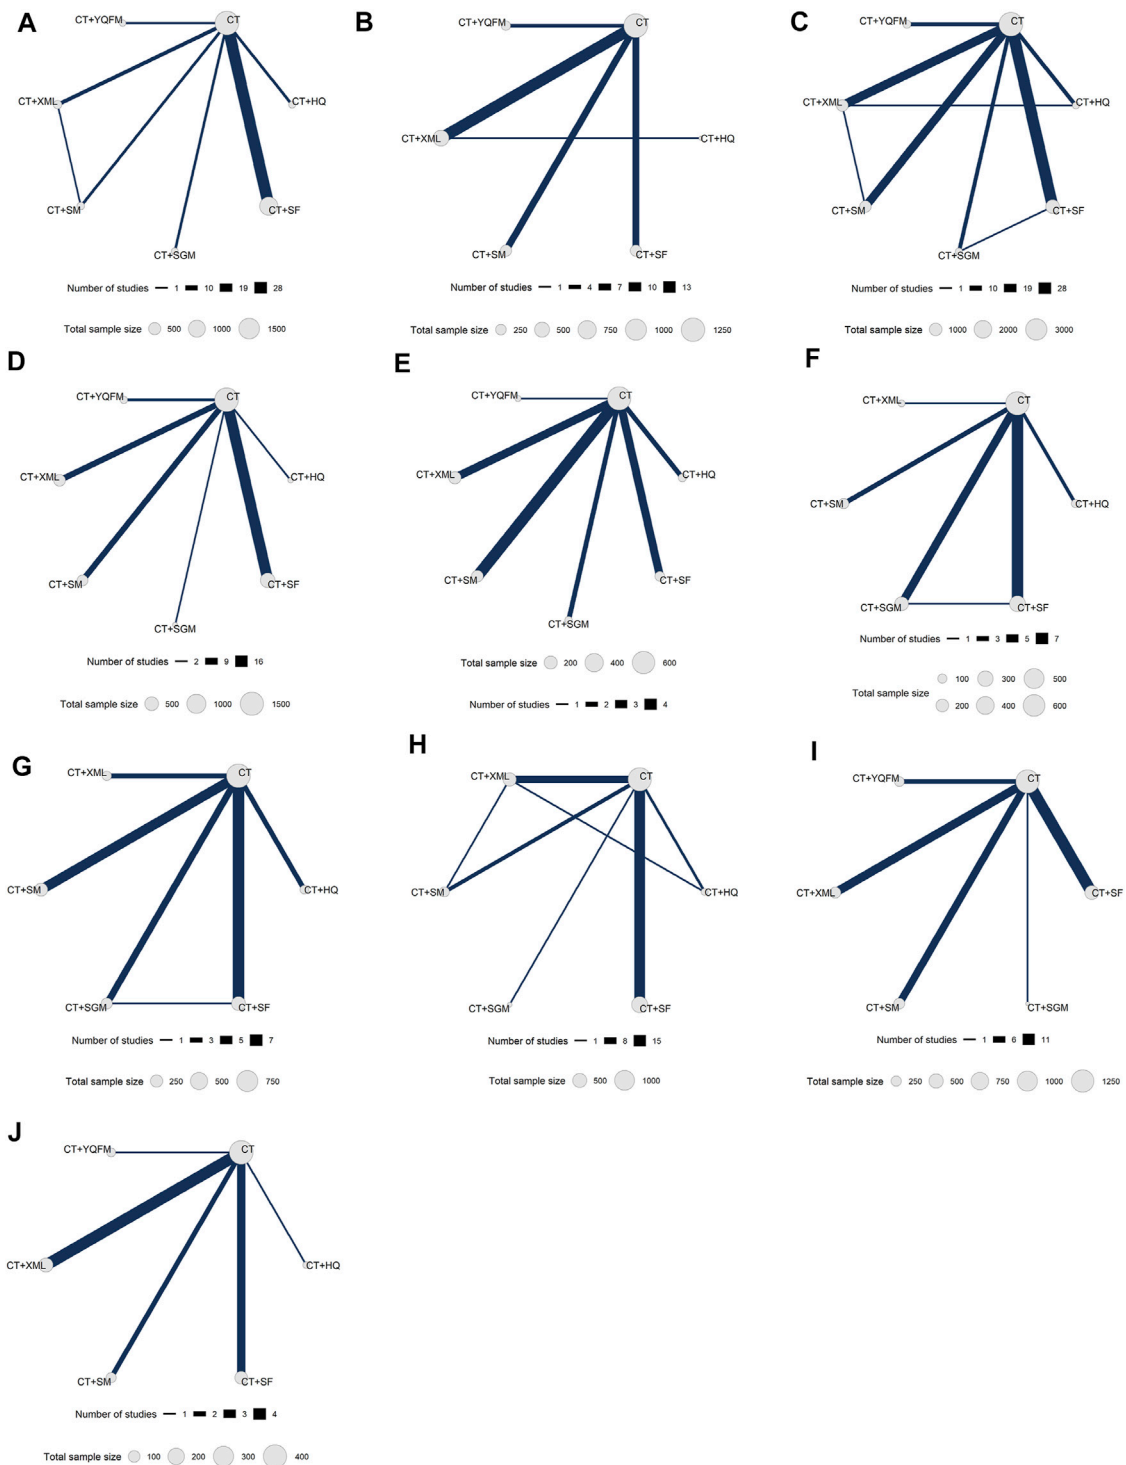 A
CT+YQFM
CT
CT+XML
CT+HQ
CT+SM
CT+SF
CT+SGM
Number of studies 1 10 19 28
Total sample size 500 1000 1500
B
CT+YQFM
CT
CT+XML
CT+HQ
CT+SM
CT+SF
Number of studies 1 4 7 10 13
Total sample size 250 500 750 1000 1250
C
CT+YQFM
CT
CT+XML
CT+HQ
CT+SM
CT+SF
CT+SGM
Number of studies 1 10 19 28
Total sample size 1000 2000 3000
D
CT+YQFM
CT
CT+XML
CT+HQ
CT+SM
CT+SF
CT+SGM
Number of studies 2 9 16
Total sample size 500 1000 1500
E
CT+YQFM
CT
CT+XML
CT+HQ
CT+SM
CT+SF
CT+SGM
Total sample size 200 400 600
Number of studies 1 2 3 4
F
CT+XML
CT
CT+SM
CT+HQ
CT+SGM
CT+SF
Number of studies 1 3 5 7
Total sample size
100 300 500
200 400 600
G
CT+XML
CT
CT+SM
CT+HQ
CT+SGM
CT+SF
Number of studies 1 3 5 7
Total sample size 250 500 750
H
CT+XML
CT
CT+SM
CT+HQ
CT+SGM
CT+SF
Number of studies 1 8 15
Total sample size 500 1000
I
CT+YQFM
CT
CT+XML
CT+SF
CT+SM
CT+SGM
Number of studies 1 6 11
Total sample size 250 500 750 1000 1250
J
CT+YQFM
CT
CT+XML
CT+HQ
CT+SM
CT+SF
Number of studies 1 2 3 4
Total sample size 100 200 300 400